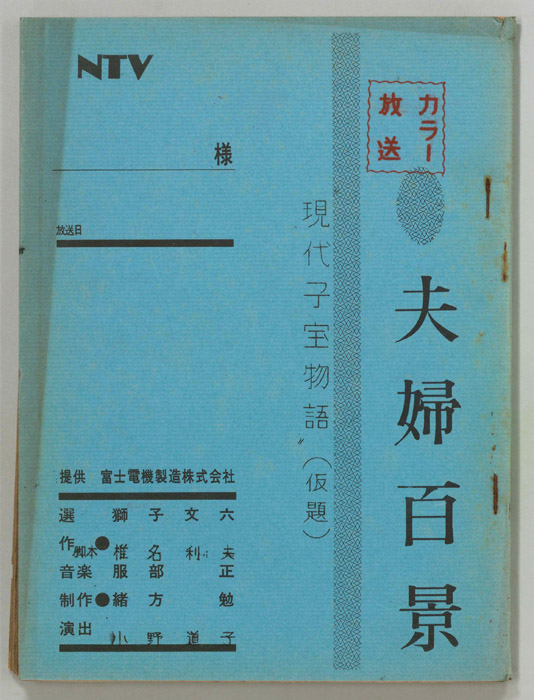 カラー
放送
夫婦百景
現代子宝物語〃(仮題)
NTV
様
放送日
提供 富士電機製造株式会社
選 獅子文六
作・脚本 椎名利夫
音楽 服部正
制作●緒方勉
演出 小野道子